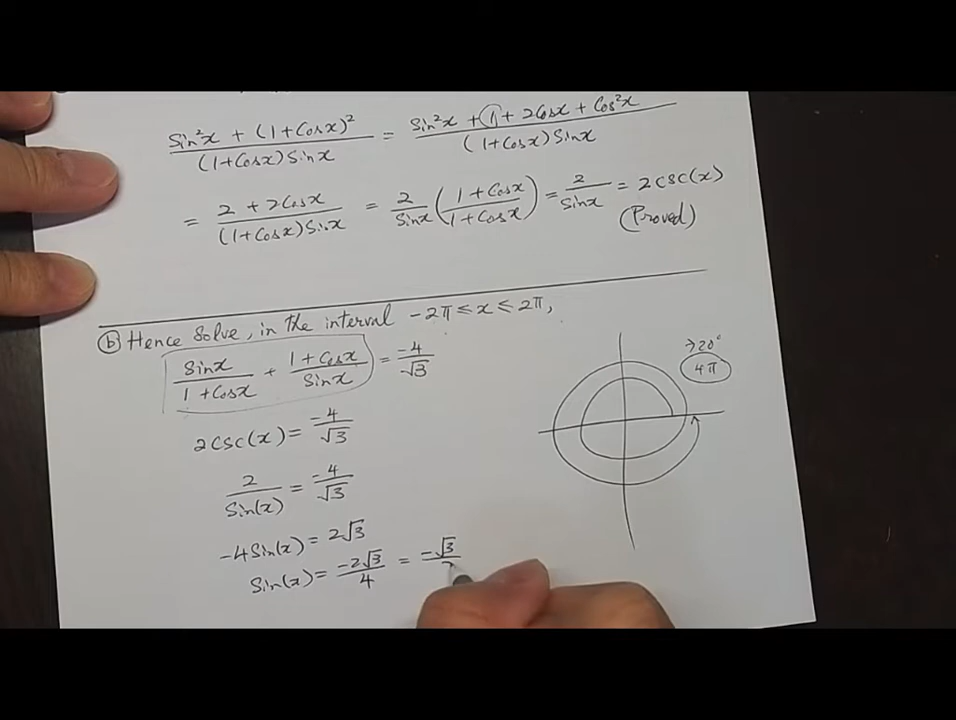 Sin²x + (1+Cosx)² / (1+Cosx) Sinx = Sin²x + 1 + 2Cosx + Cos²x / (1+Cosx) Sinx
= 2 + 2Cosx / (1+Cosx) Sinx = 2 / Sinx (1+Cosx / 1+Cosx) = 2 / Sinx = 2csc(x)
(Proved)
(b) Hence Solve, in the interval -2π ≤ x ≤ 2π,
Sinx / 1+Cosx + 1+Cosx / Sinx = -4 / √3
720°
4π
2csc(x) = -4 / √3
2 / Sin(x) = -4 / √3
-4Sin(x) = 2√3
Sin(x) = -2√3 / 4 = -√3